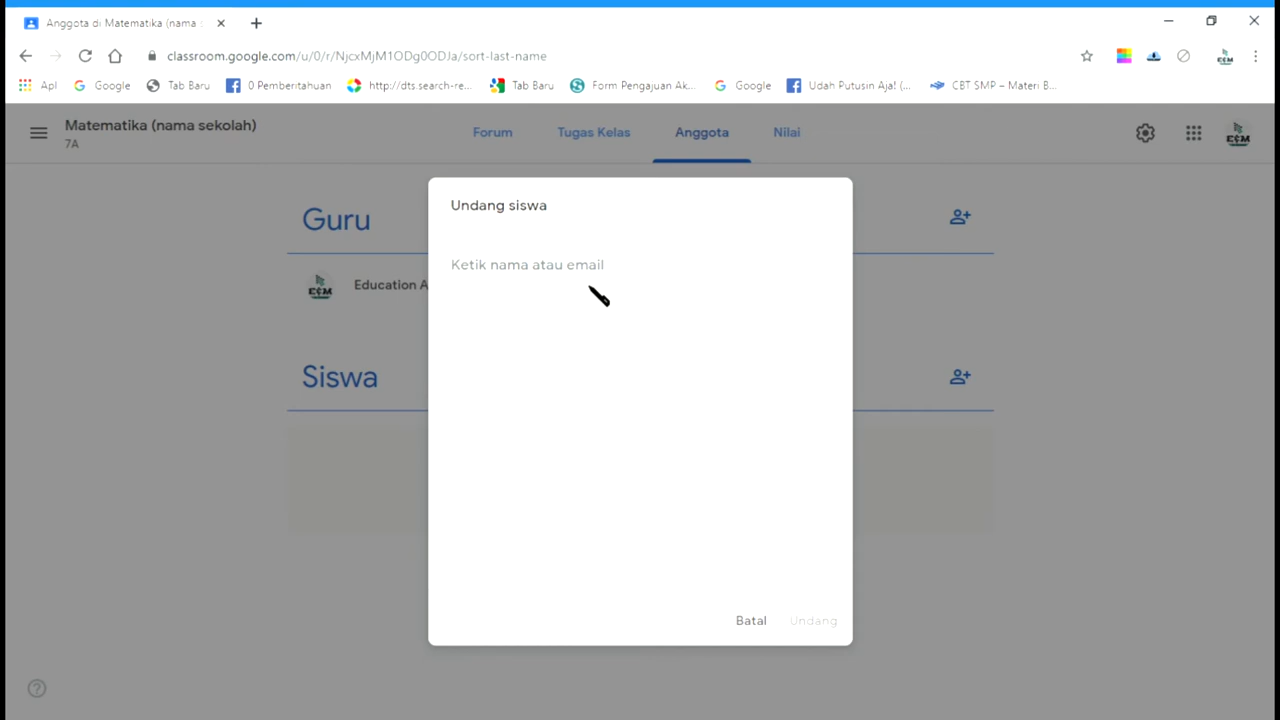 Anggota di Matematika (nama s
classroom.google.com/u/0/r/NjcxMjM1ODg0ODJa/sort-last-name
Apl
Google
Tab Baru
0 Pemberitahuan
http://dts.search-re...
Tab Baru
Form Pengajuan Ak...
Google
Udah Putusin Aja! (...
CBT SMP – Materi B...
Matematika (nama sekolah)
7A
Forum
Tugas Kelas
Anggota
Nilai
Undang siswa
Guru
Ketik nama atau email
Education A
Siswa
Batal
Undang